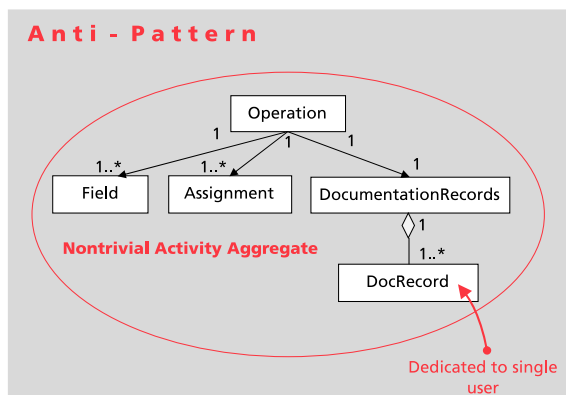 Anti - Pattern
Operation
1
1
1
1..*
1..*
1
Field
Assignment
DocumentationRecords
1
Nontrivial Activity Aggregate
1..*
DocRecord
Dedicated to single
user